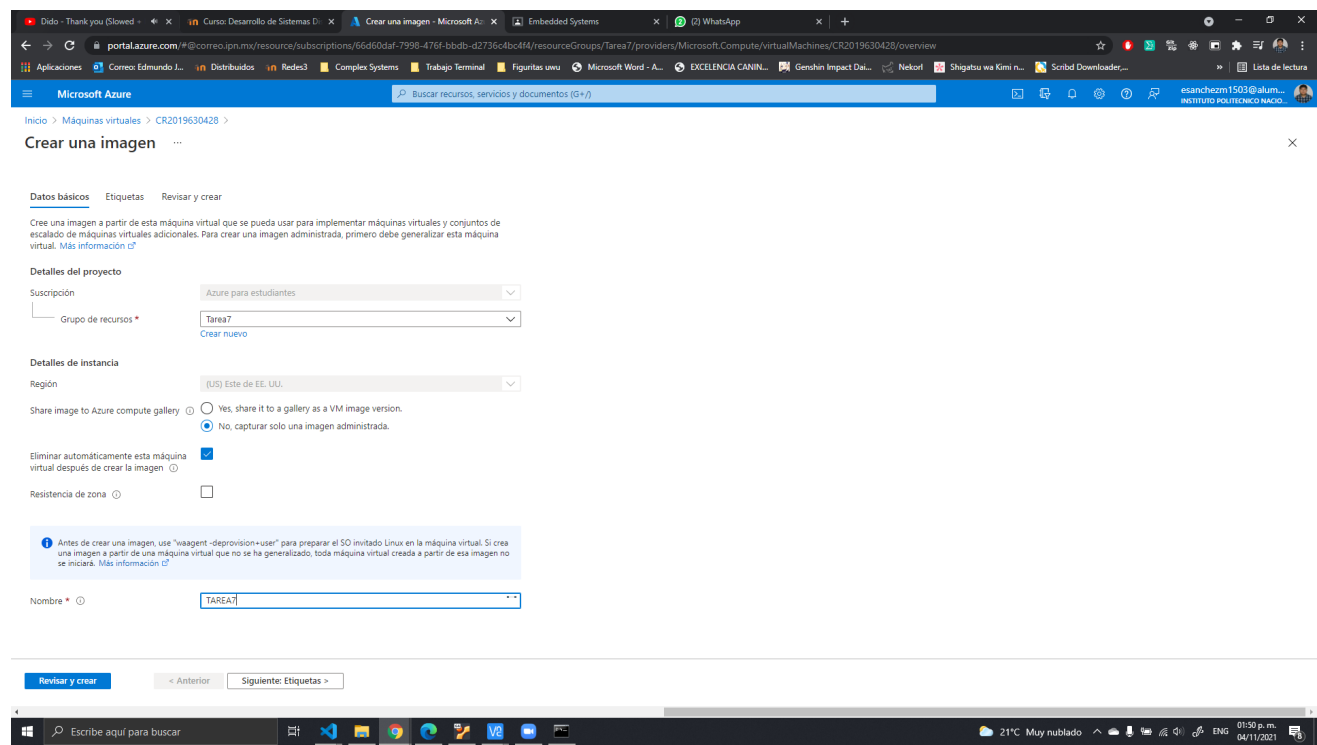 Dido - Thank you (Slowed +
Curso: Desarrollo de Sistemas Di
Crear una imagen - Microsoft Az
Embedded Systems
(2) WhatsApp
portal.azure.com/#@correo.ipn.mx/resource/subscriptions/66d60daf-7998-476f-bbdb-d2736c4bc4f4/resourceGroups/Tarea7/providers/Microsoft.Compute/virtualMachines/CR2019630428/overview
Aplicaciones
Correo: Edmundo J...
Distribuidos
Redes3
Complex Systems
Trabajo Terminal
Figuritas uwu
Microsoft Word - A...
EXCELENCIA CANIN...
Genshin Impact Dai...
Nekori
Shigatsu wa Kimi n...
Scribd Downloader,...
»
Lista de lectura
Microsoft Azure
Buscar recursos, servicios y documentos (G+/)
esanchezm1503@alum...
INSTITUTO POLITECNICO NACIO...
Inicio > Máquinas virtuales > CR2019630428 >
Crear una imagen ...
Datos básicos Etiquetas Revisar y crear
Cree una imagen a partir de esta máquina virtual que se pueda usar para implementar máquinas virtuales y conjuntos de
escalado de máquinas virtuales adicionales. Para crear una imagen administrada, primero debe generalizar esta máquina
virtual. Más información
Detalles del proyecto
Suscripción
Azure para estudiantes
Grupo de recursos *
Tarea7
Crear nuevo
Detalles de instancia
Región
(US) Este de EE. UU.
Share image to Azure compute gallery
Yes, share it to a gallery as a VM image version.
No, capturar solo una imagen administrada.
Eliminar automáticamente esta máquina
virtual después de crear la imagen
Resistencia de zona
Antes de crear una imagen, use "waagent -deprovision+user" para preparar el SO invitado Linux en la máquina virtual. Si crea
una imagen a partir de una máquina virtual que no se ha generalizado, toda máquina virtual creada a partir de esa imagen no
se iniciará. Más información
Nombre *
TAREA7
Revisar y crear
< Anterior
Siguiente: Etiquetas >
Escribe aquí para buscar
21°C Muy nublado
ENG
01:50 p. m.
04/11/2021